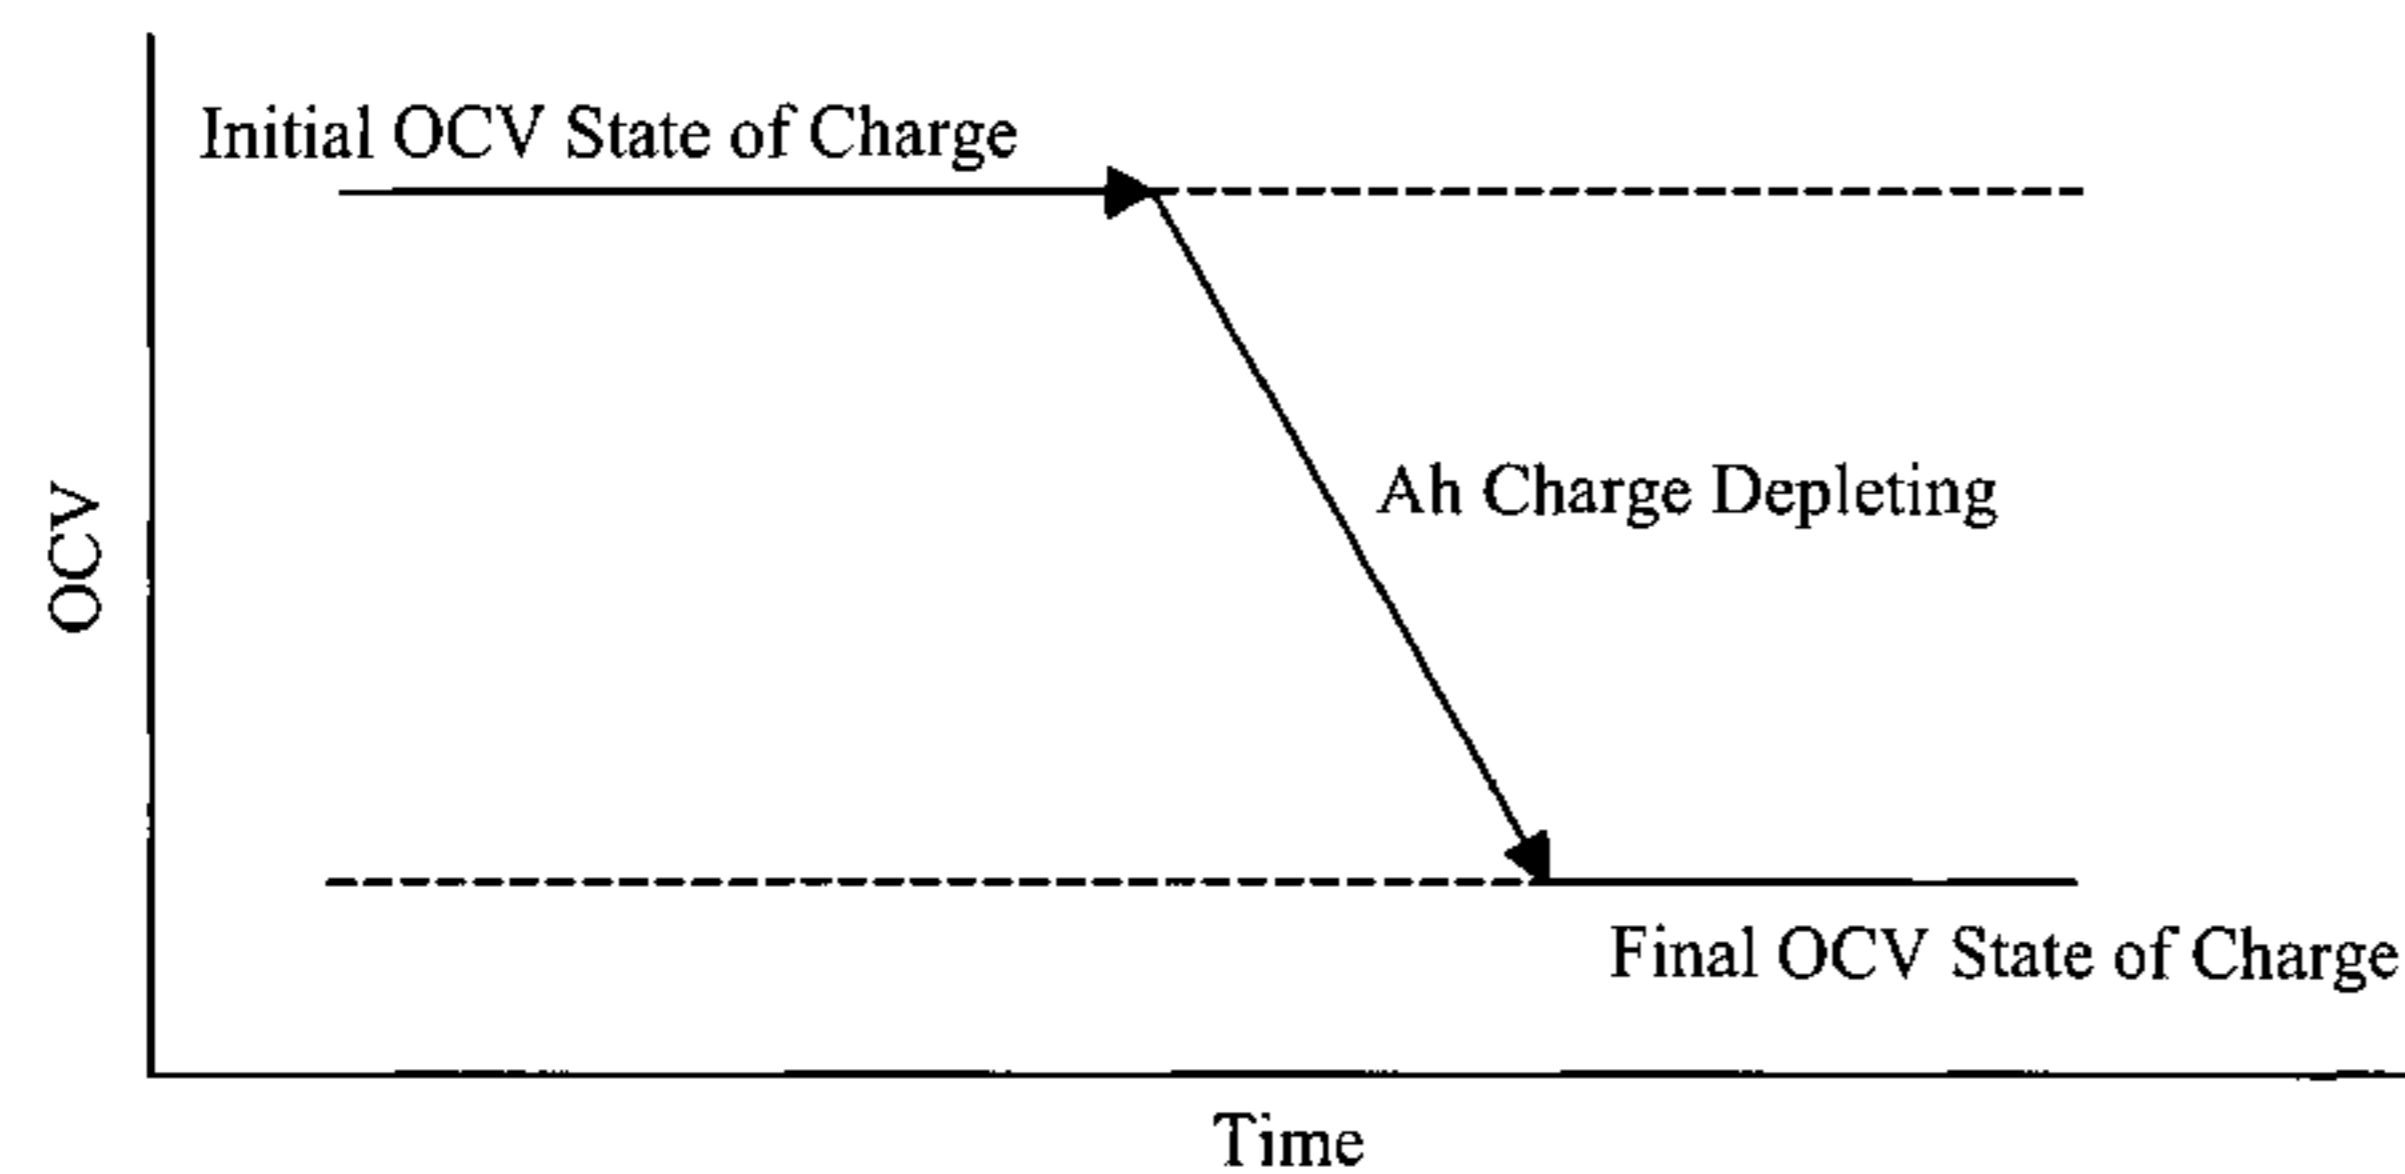 Initial OCV State of Charge
OCV
Ah Charge Depleting
Final OCV State of Charge
Time